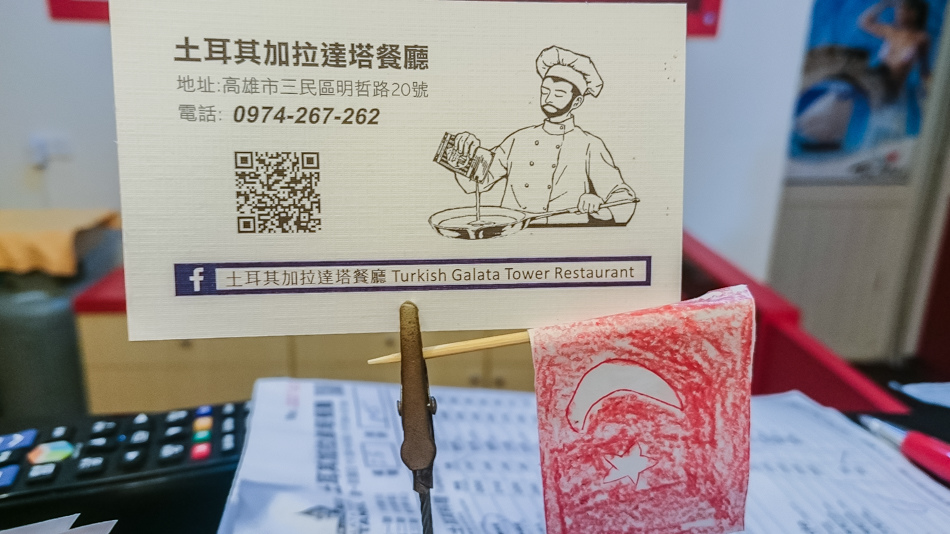 土耳其加拉達塔餐廳
地址:高雄市三民區明哲路20號
電話: 0974-267-262
f 土耳其加拉達塔餐廳 Turkish Galata Tower Restaurant